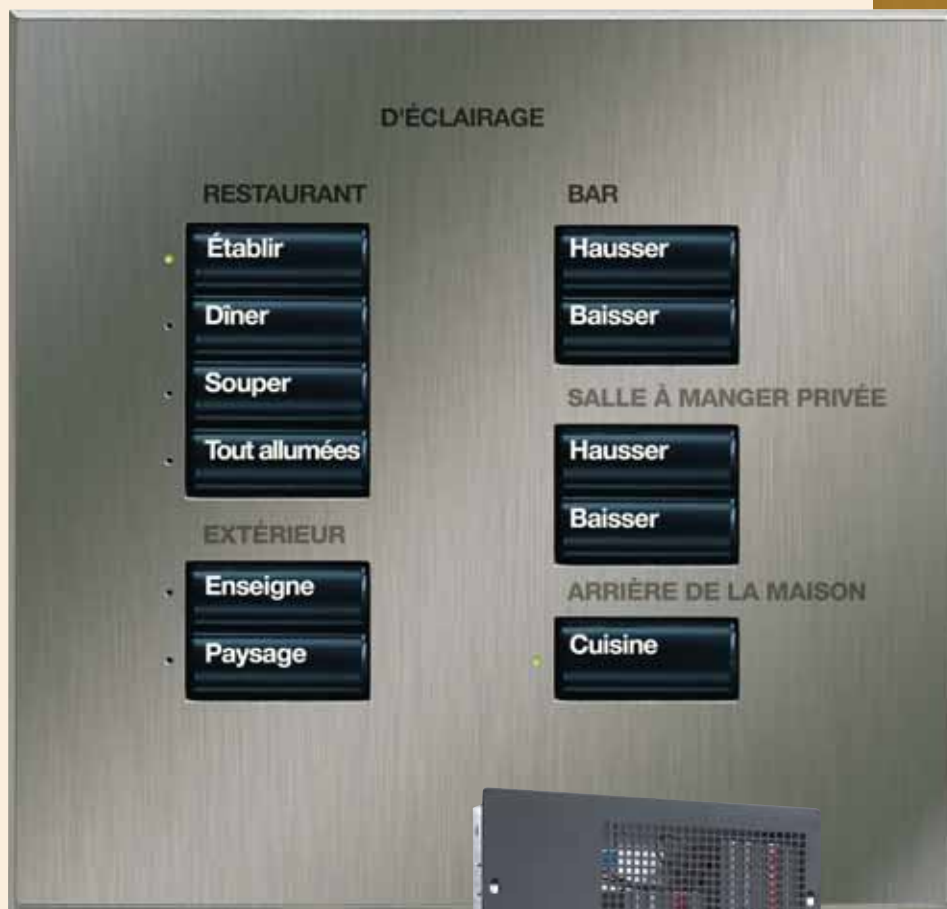 D'ÉCLAIRAGE
RESTAURANT
Établir
Dîner
Souper
Tout allumées
EXTÉRIEUR
Enseigne
Paysage
BAR
Hausser
Baisser
SALLE À MANGER PRIVÉE
Hausser
Baisser
ARRIÈRE DE LA MAISON
Cuisine